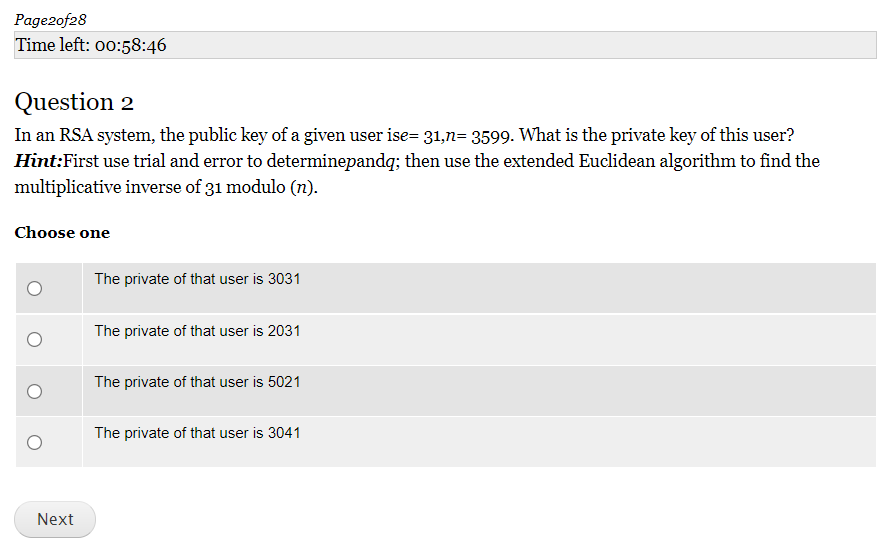 Page2of28
Time left: 00:58:46
Question 2
In an RSA system, the public key of a given user ise= 31,n= 3599. What is the private key of this user?
Hint:First use trial and error to determinepandq; then use the extended Euclidean algorithm to find the
multiplicative inverse of 31 modulo (n).
Choose one
The private of that user is 3031
The private of that user is 2031
The private of that user is 5021
The private of that user is 3041
Next